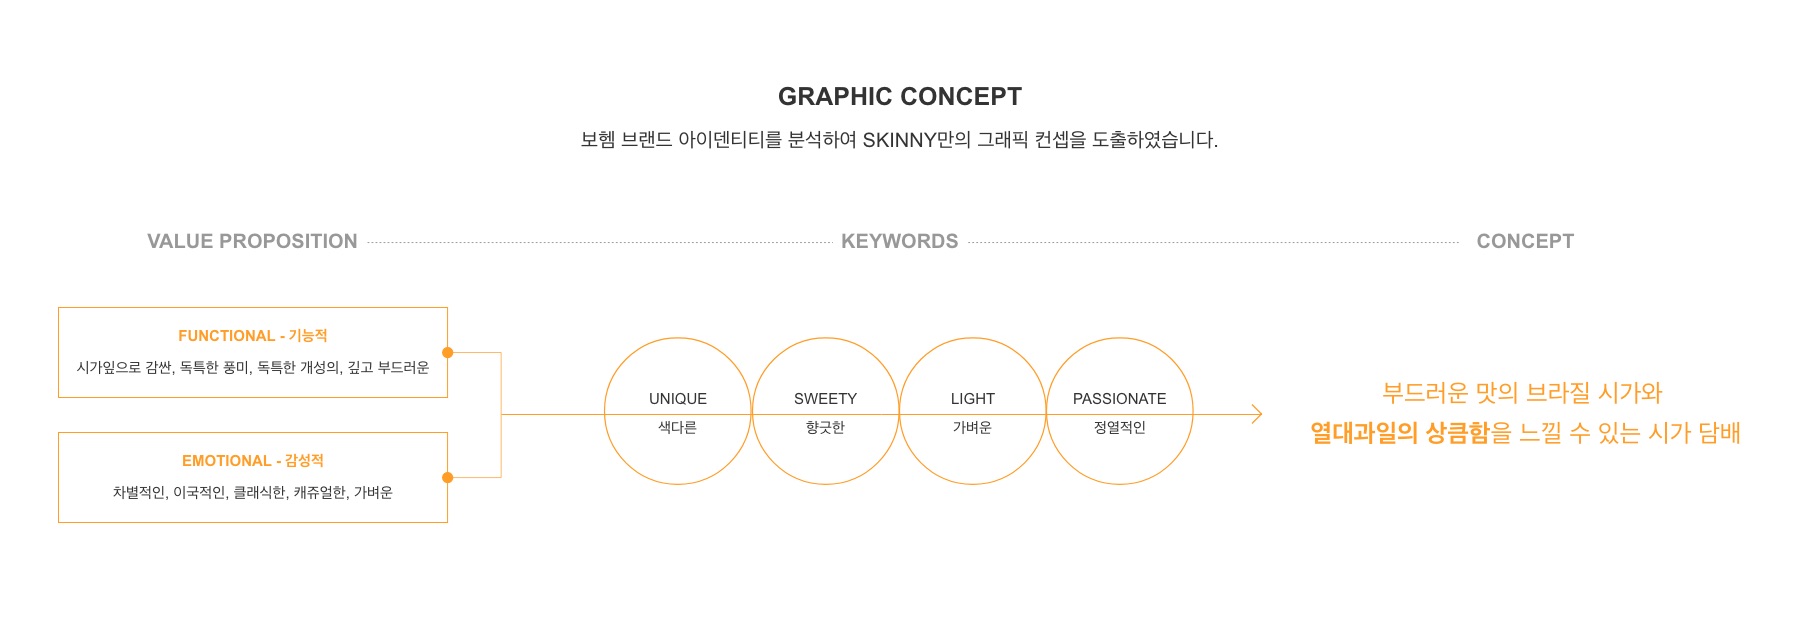 GRAPHIC CONCEPT
보헴 브랜드 아이덴티티를 분석하여 SKINNY만의 그래픽 컨셉을 도출하였습니다.
VALUE PROPOSITION
KEYWORDS
CONCEPT
FUNCTIONAL - 기능적
시가잎으로 감싼, 독특한 풍미, 독특한 개성의, 깊고 부드러운
EMOTIONAL - 감성적
차별적인, 이국적인, 클래식한, 캐쥬얼한, 가벼운
UNIQUE
색다른
SWEETY
향긋한
LIGHT
가벼운
PASSIONATE
정열적인
부드러운 맛의 브라질 시가와
열대과일의 상큼함을 느낄 수 있는 시가 담배